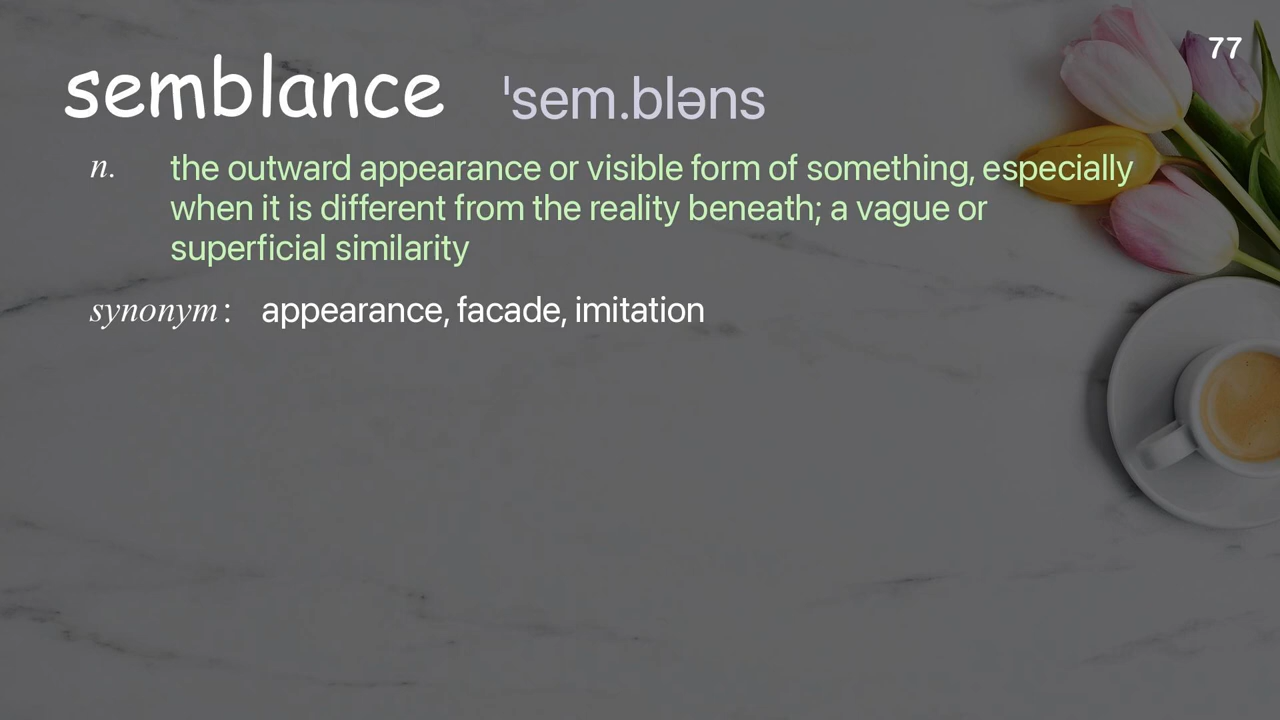 77
semblance ˈsem.bləns
n. the outward appearance or visible form of something, especially
when it is different from the reality beneath; a vague or
superficial similarity
synonym: appearance, facade, imitation